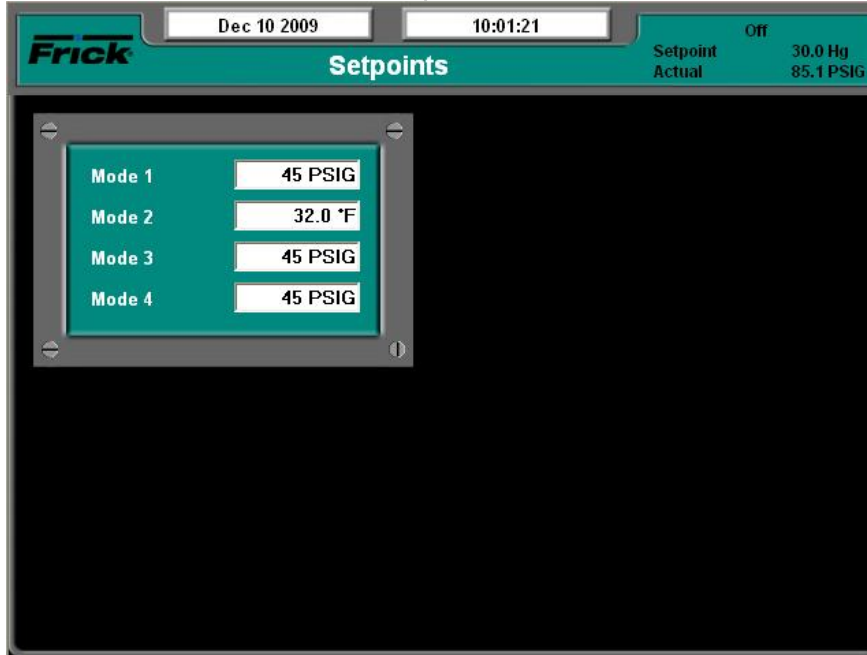 Frick
Dec 10 2009
10:01:21
Setpoints
Off
Setpoint 30.0 Hg
Actual 85.1 PSIG
Mode 1 45 PSIG
Mode 2 32.0 °F
Mode 3 45 PSIG
Mode 4 45 PSIG